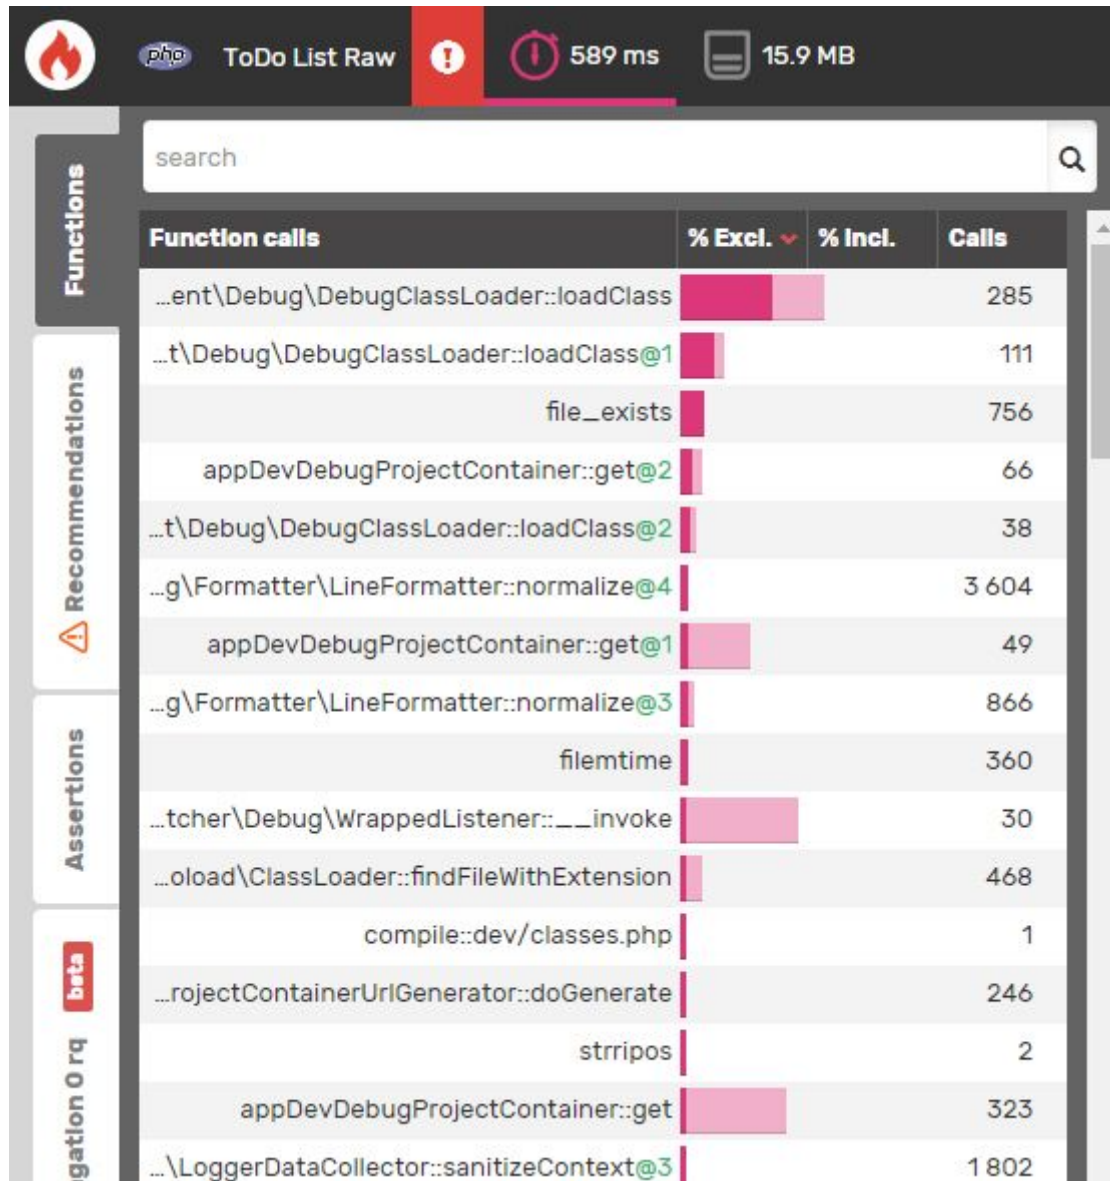 php ToDo List Raw 589 ms 15.9 MB
search
Functions
Recommendations
Assertions
beta
gation 0 rq
Function calls % Excl. % Incl. Calls
...ent\Debug\DebugClassLoader::loadClass 285
...t\Debug\DebugClassLoader::loadClass@1 111
file_exists 756
appDevDebugProjectContainer::get@2 66
...t\Debug\DebugClassLoader::loadClass@2 38
...g\Formatter\LineFormatter::normalize@4 3 604
appDevDebugProjectContainer::get@1 49
...g\Formatter\LineFormatter::normalize@3 866
filemtime 360
...tcher\Debug\WrappedListener::__invoke 30
...oload\ClassLoader::findFileWithExtension 468
compile::dev/classes.php 1
...rojectContainerUrlGenerator::doGenerate 246
strripos 2
appDevDebugProjectContainer::get 323
...\LoggerDataCollector::sanitizeContext@3 1 802